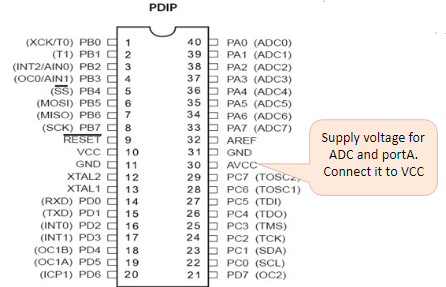 PDIP
(XCK/T0) PB0 1 40 PA0 (ADC0)
(T1) PB1 2 39 PA1 (ADC1)
(INT2/AIN0) PB2 3 38 PA2 (ADC2)
(OC0/AIN1) PB3 4 37 PA3 (ADC3)
(SS) PB4 5 36 PA4 (ADC4)
(MOSI) PB5 6 35 PA5 (ADC5)
(MISO) PB6 7 34 PA6 (ADC6)
(SCK) PB7 8 33 PA7 (ADC7)
RESET 9 32 AREF
VCC 10 31 GND
GND 11 30 AVCC
XTAL2 12 29 PC7 (TOSC2)
XTAL1 13 28 PC6 (TOSC1)
(RXD) PD0 14 27 PC5 (TDI)
(TXD) PD1 15 26 PC4 (TDO)
(INT0) PD2 16 25 PC3 (TMS)
(INT1) PD3 17 24 PC2 (TCK)
(OC1B) PD4 18 23 PC1 (SDA)
(OC1A) PD5 19 22 PC0 (SCL)
(ICP1) PD6 20 21 PD7 (OC2)
Supply voltage for
ADC and portA.
Connect it to VCC